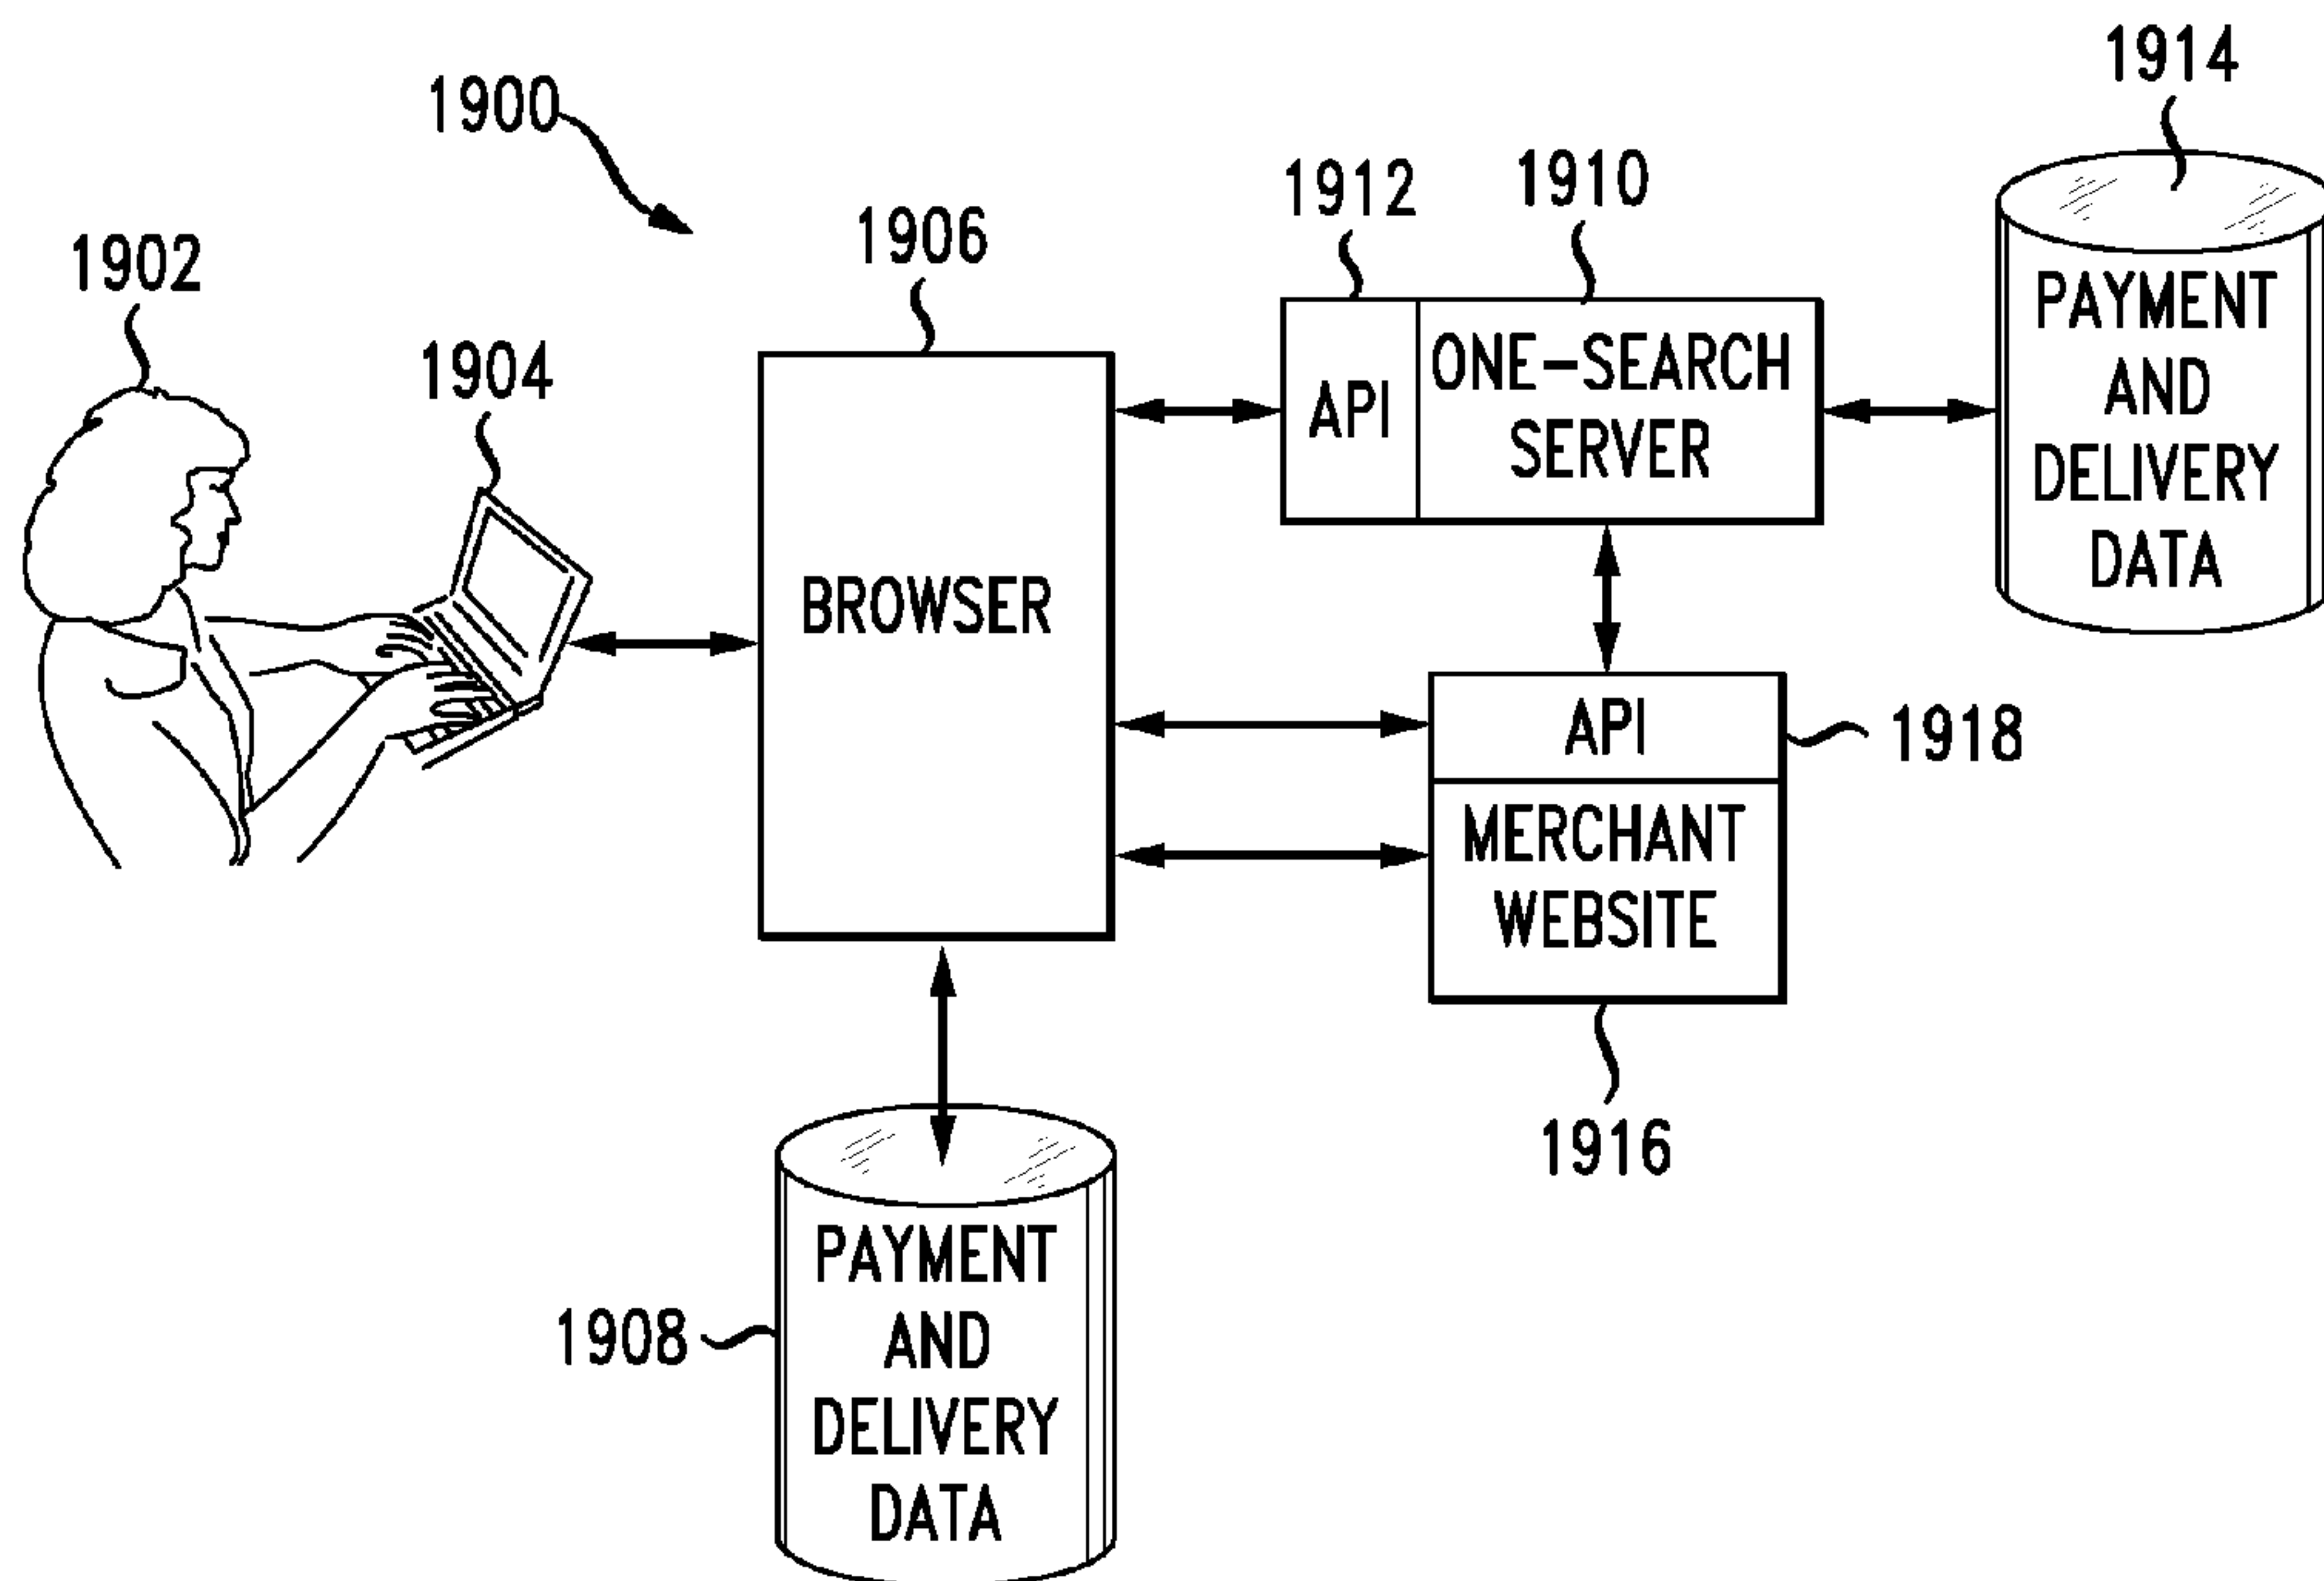 1900
1902
1904
1906
BROWSER
1912
1910
API
ONE-SEARCH
SERVER
1914
PAYMENT
AND
DELIVERY
DATA
API
1918
MERCHANT
WEBSITE
1916
1908
PAYMENT
AND
DELIVERY
DATA